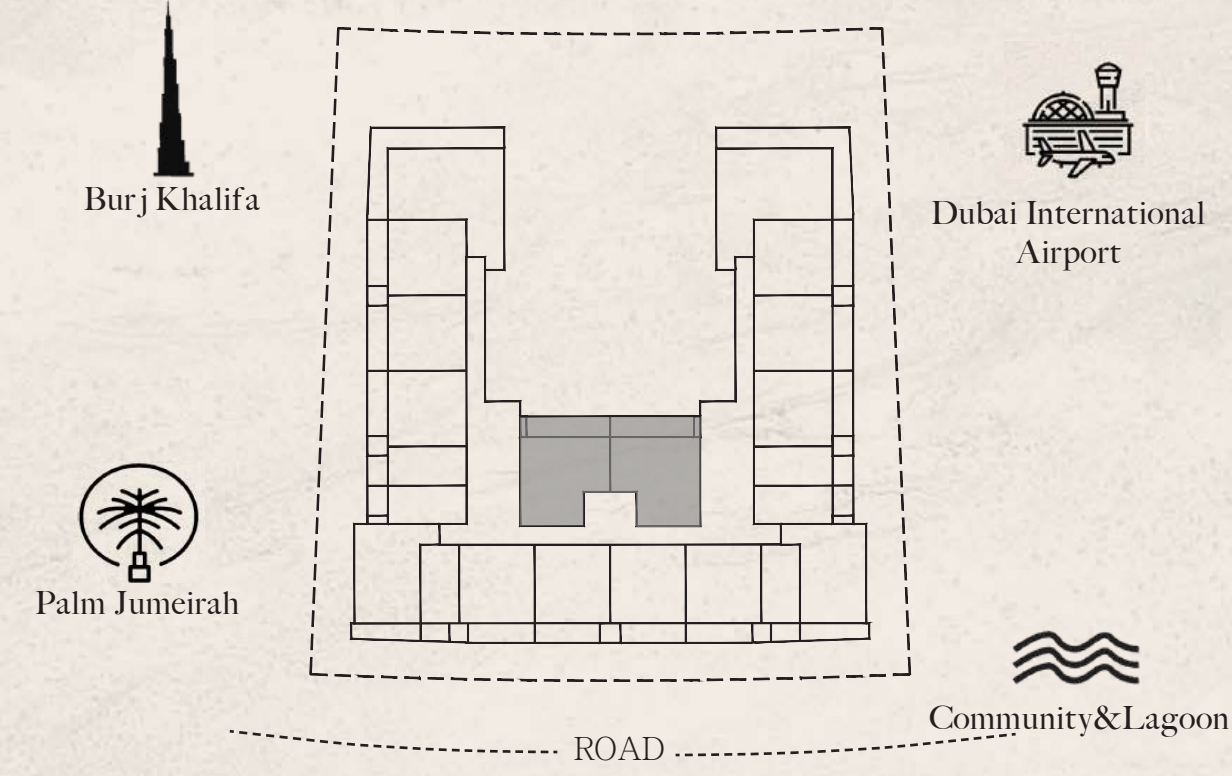 Burj Khalifa
Dubai International
Airport
Palm Jumeirah
Community&Lagoon
ROAD